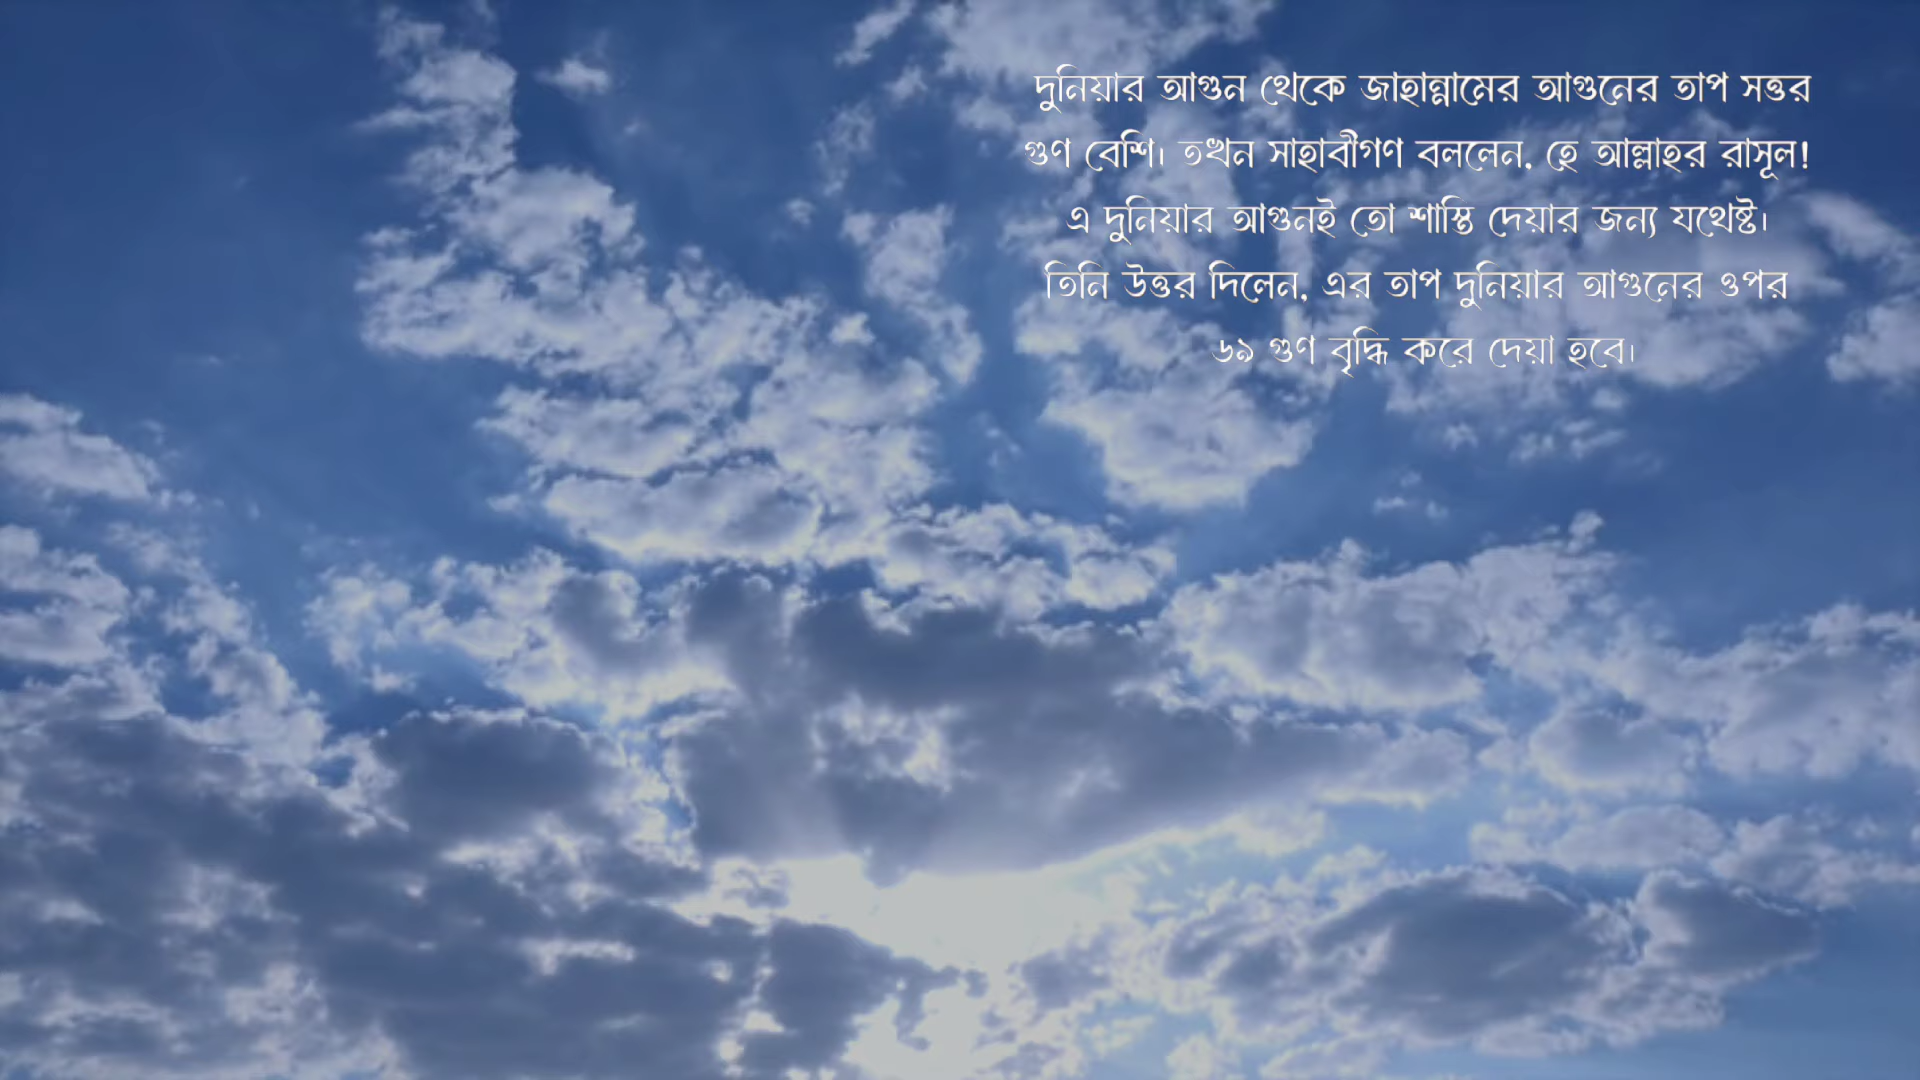 দুনিয়ার আগুন থেকে জাহান্নামের আগুনের তাপ সত্তর
গুণ বেশি। তখন সাহাবীগণ বললেন, হে আল্লাহর রাসূল!
এ দুনিয়ার আগুনই তো শাস্তি দেয়ার জন্য যথেষ্ট।
তিনি উত্তর দিলেন, এর তাপ দুনিয়ার আগুনের ওপর
৬৯ গুণ বৃদ্ধি করে দেয়া হবে।